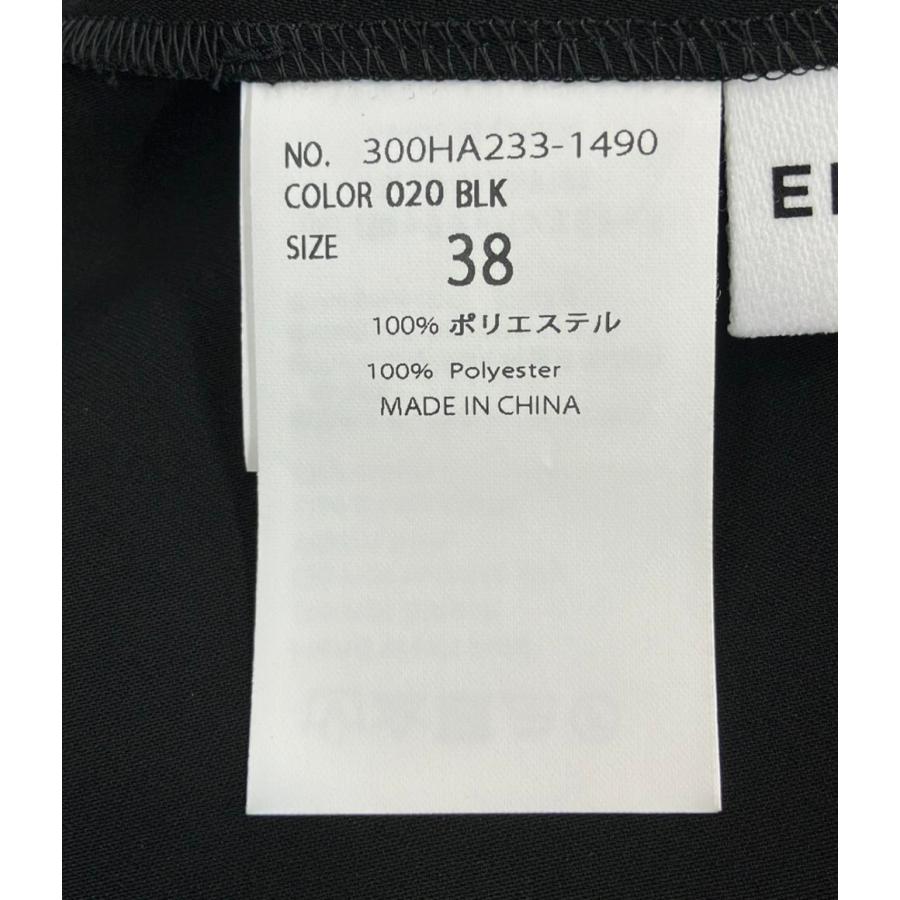 NO. 300HA233-1490
COLOR 020 BLK
SIZE 38
100% ポリエステル
100% Polyester
MADE IN CHINA